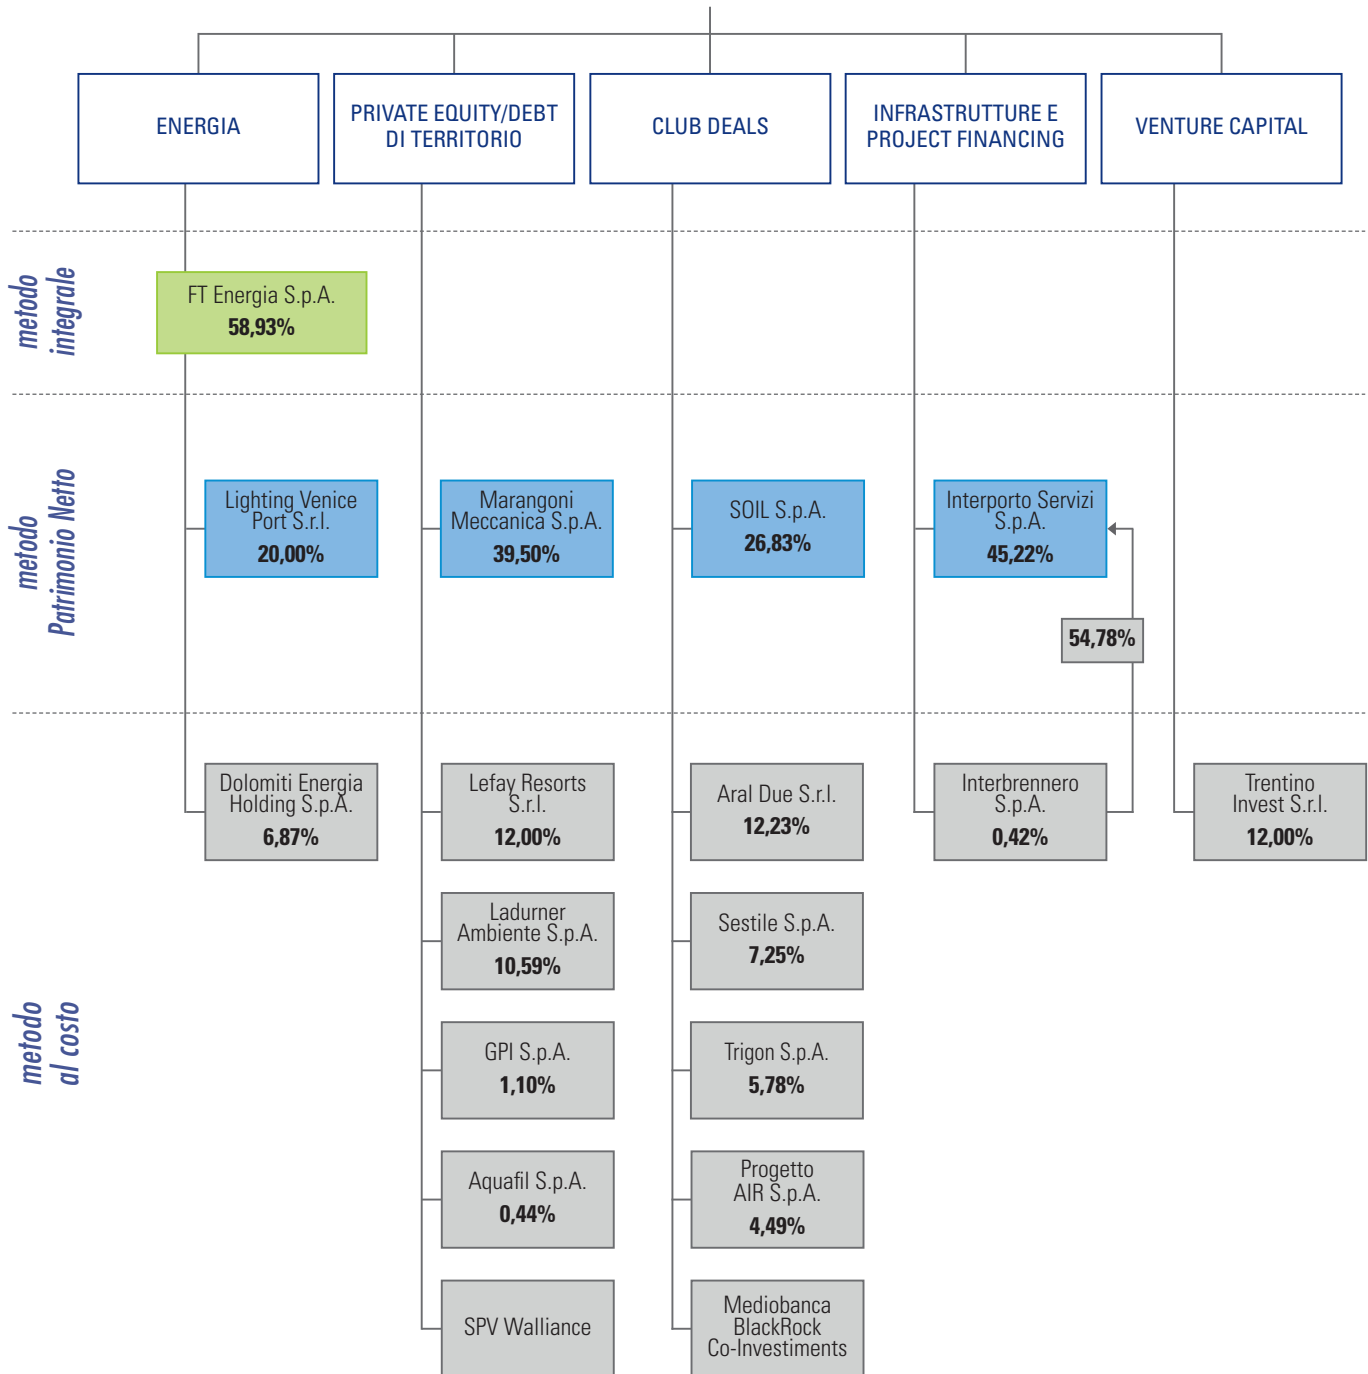 ENERGIA
PRIVATE EQUITY/DEBT
DI TERRITORIO
CLUB DEALS
INFRASTRUTTURE E
PROJECT FINANCING
VENTURE CAPITAL
metodo
integrale
FT Energia S.p.A.
58,93%
metodo
Patrimonio Netto
Lighting Venice
Port S.r.l.
20,00%
Marangoni
Meccanica S.p.A.
39,50%
SOIL S.p.A.
26,83%
Interporto Servizi
S.p.A.
45,22%
54,78%
metodo
al costo
Dolomiti Energia
Holding S.p.A.
6,87%
Lefay Resorts
S.r.l.
12,00%
Aral Due S.r.l.
12,23%
Interbrennero
S.p.A.
0,42%
Trentino
Invest S.r.l.
12,00%
Ladurner
Ambiente S.p.A.
10,59%
Sestile S.p.A.
7,25%
GPI S.p.A.
1,10%
Trigon S.p.A.
5,78%
Aquafil S.p.A.
0,44%
Progetto
AIR S.p.A.
4,49%
SPV Walliance
Mediobanca
BlackRock
Co-Investiments